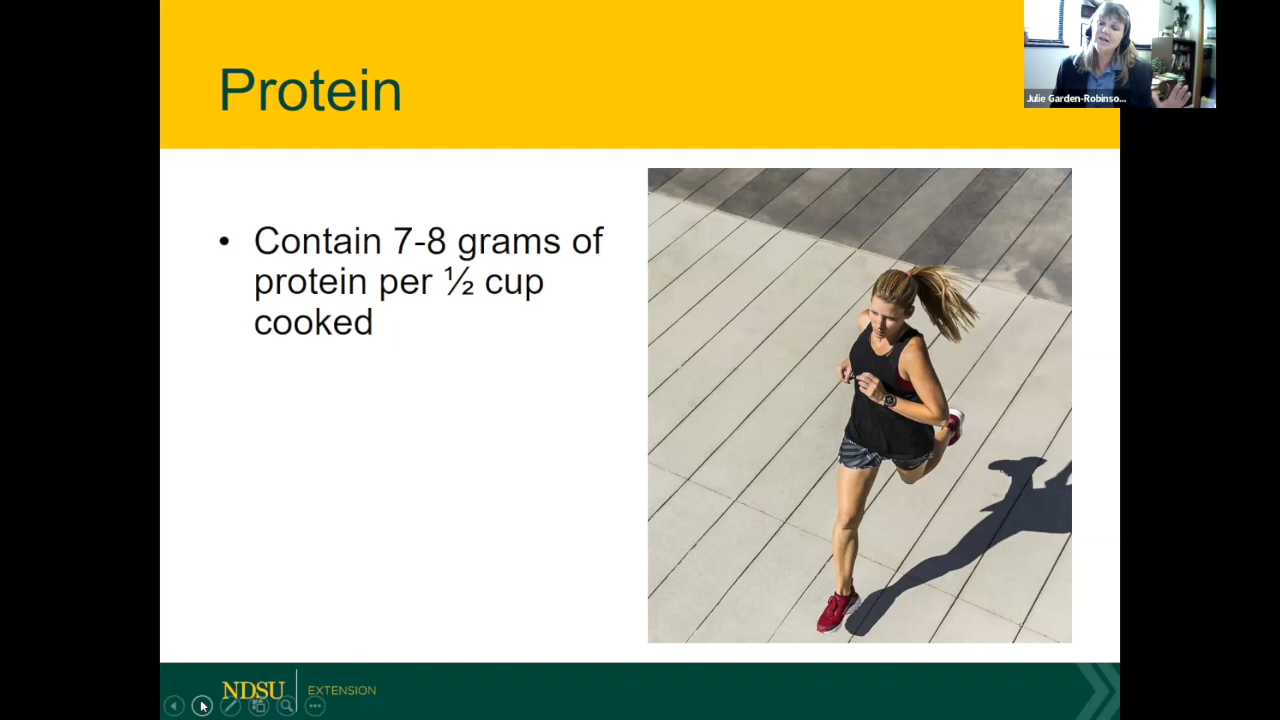 Protein
Julie Garden-Robinso...
• Contain 7-8 grams of
protein per ½ cup
cooked
NDSU EXTENSION